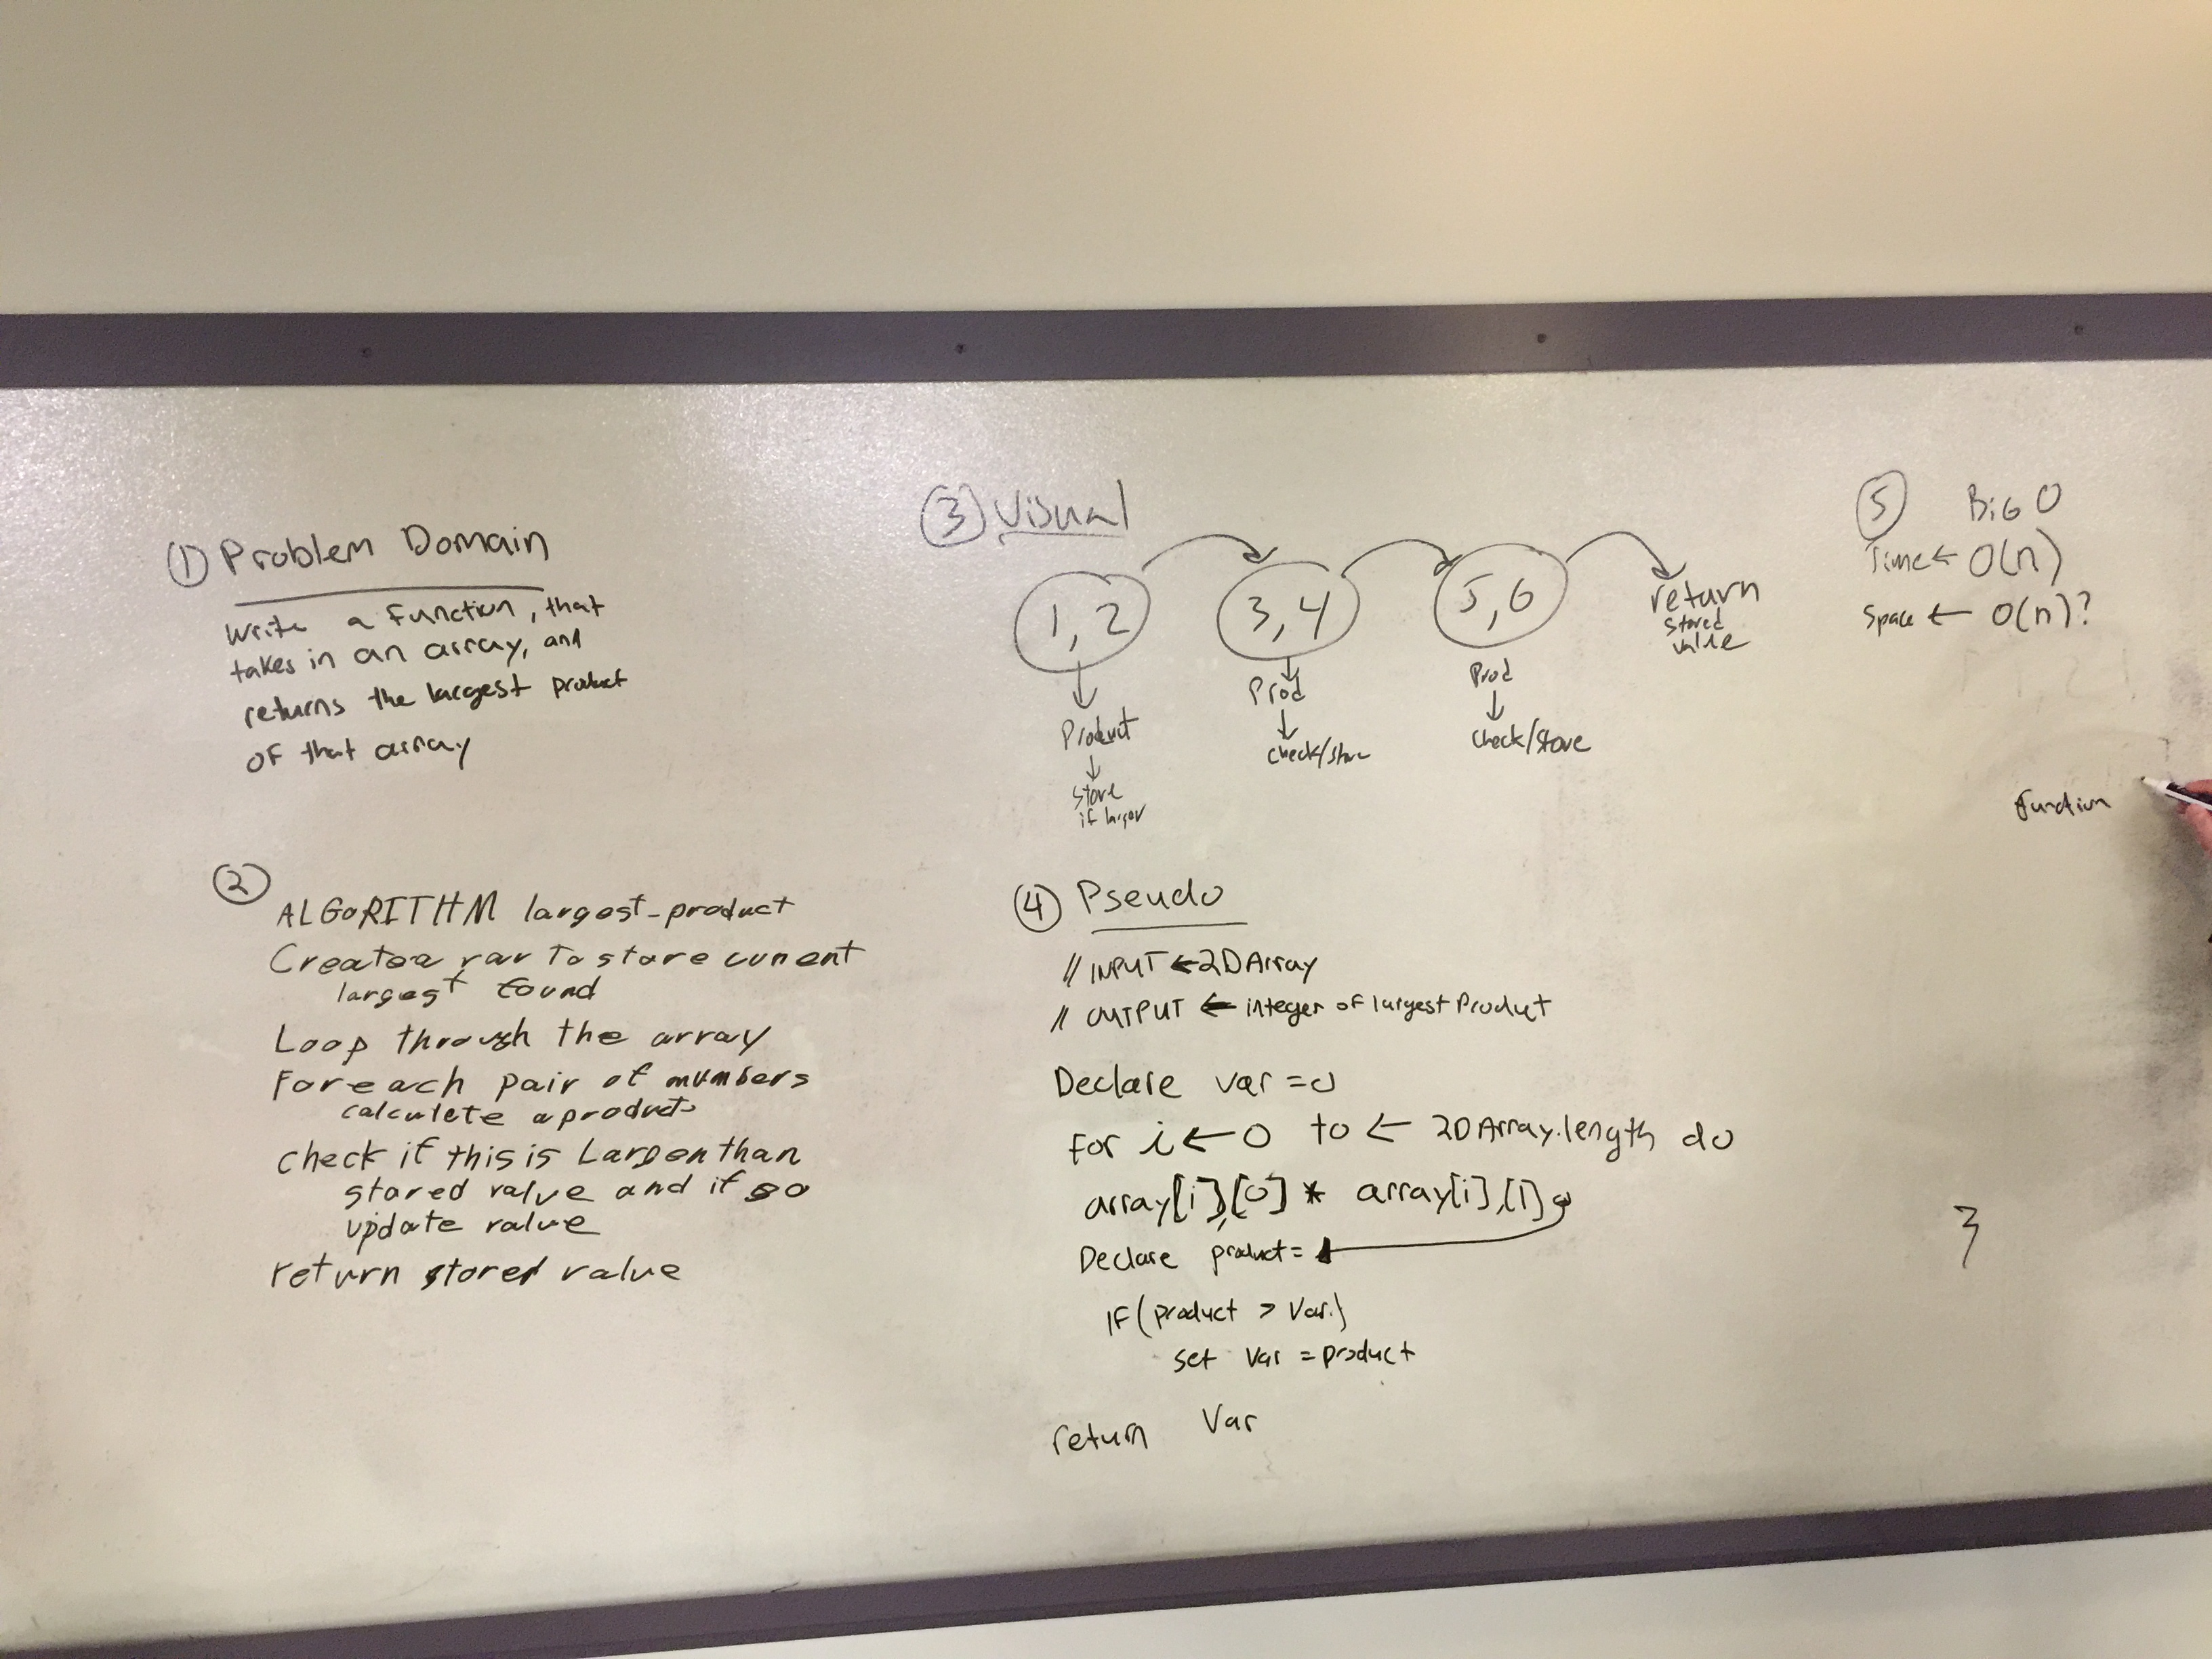 ① Problem Domain
Write a function, that
takes in an array, and
returns the largest product
of that array
②
ALGORITHM largest_product
Create a var to store current
largest found
Loop through the array
For each pair of numbers
calculate a product
check if this is Larger than
stored value and if so
update value
return stored value
③ Visual
1, 2
3, 4
5, 6
return
stored
value
Product
Prod
Prod
store
if larger
check/store
check/store
④ Pseudo
// INPUT ← 2D Array
// OUTPUT ← integer of largest Product
Declare var = 0
for i ← 0 to ← 2D Array.length do
array[i],[0] * array[i],[1]
Declare product =
IF (product > Var.)
set Var = product
return Var
⑤ BiG O
Time ← O(n)
Space ← O(n)?
function
}